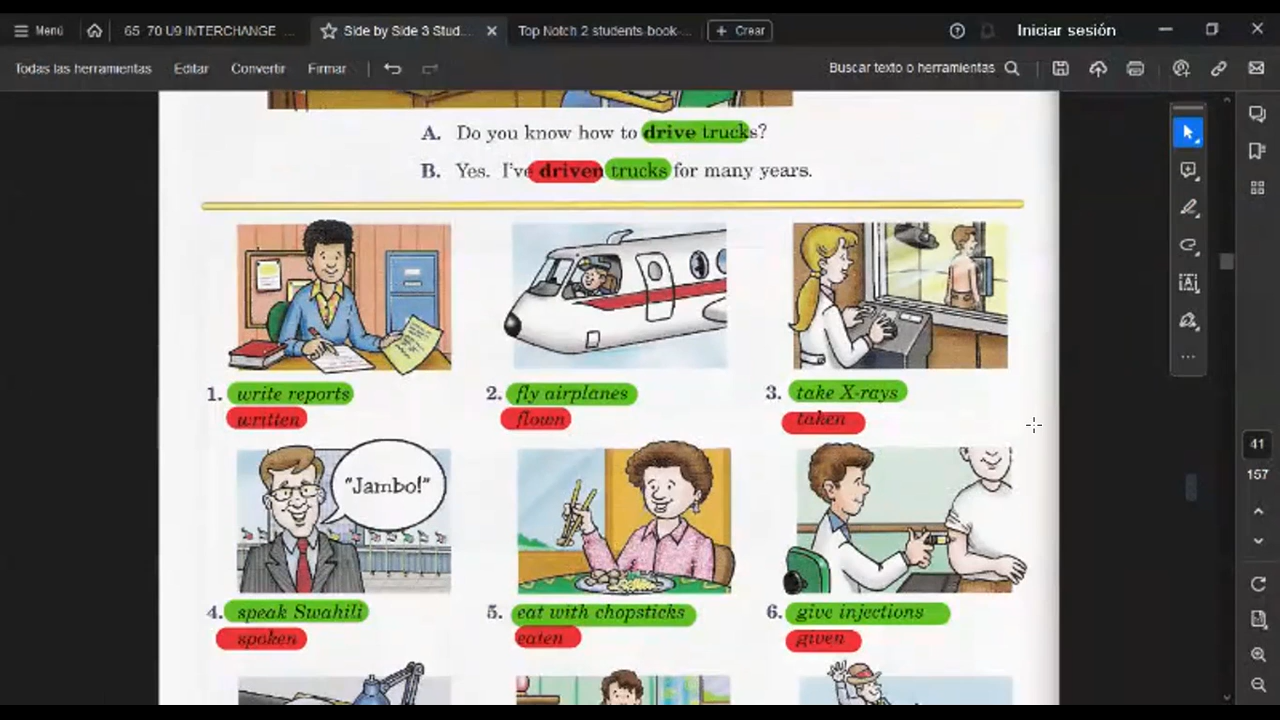 Menú
65 70 U9 INTERCHANGE ...
Side by Side 3 Stud...
Top Notch 2 students-book-...
+ Crear
Iniciar sesión
Todas las herramientas
Editar
Convertir
Firmar
Buscar texto o herramientas
A. Do you know how to drive trucks?
B. Yes. I've driven trucks for many years.
1. write reports
written
2. fly airplanes
flown
3. take X-rays
taken
"Jambo!"
4. speak Swahili
spoken
5. eat with chopsticks
eaten
6. give injections
given
41
157